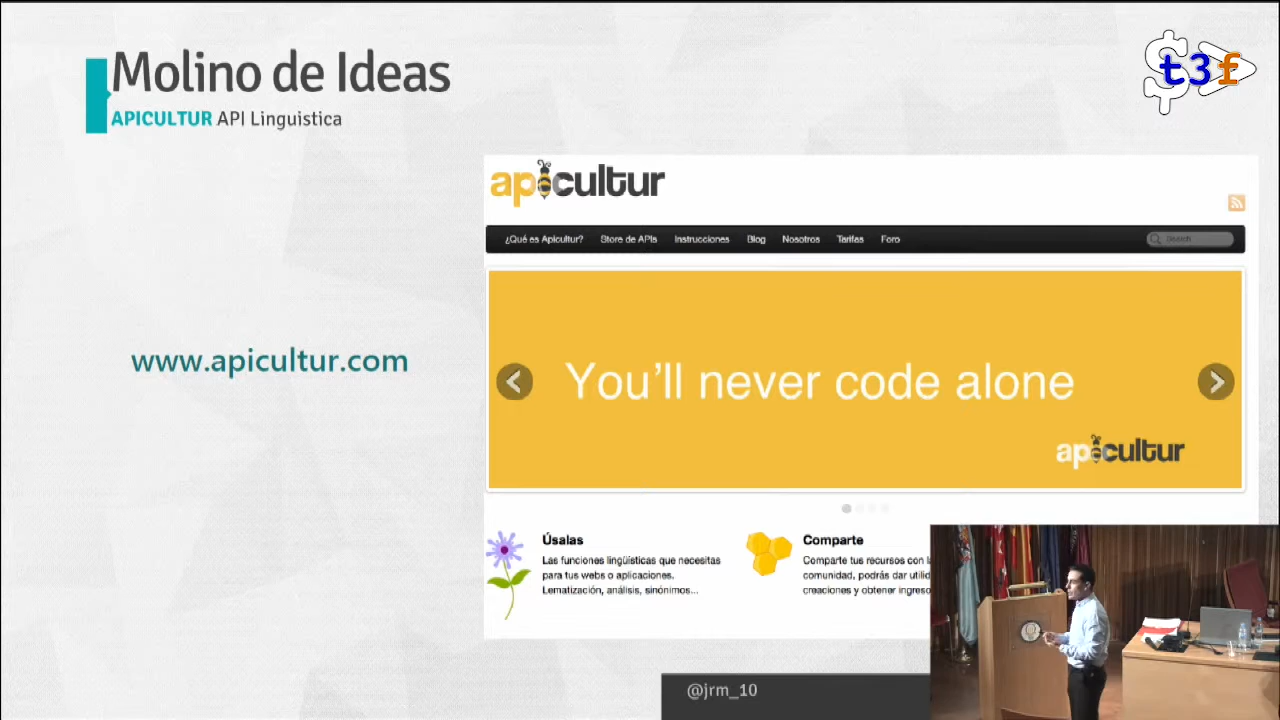 Molino de Ideas
APICULTUR API Linguistica
t3f
apicultur
¿Qué es Apicultur? Store de APIs Instrucciones Blog Nosotros Tarifas Foro
Search
www.apicultur.com
You'll never code alone
apicultur
Úsalas
Las funciones lingüísticas que necesitas
para tus webs o aplicaciones.
Lematización, análisis, sinónimos...
Comparte
Comparte tus recursos con la
comunidad, podrás dar utilid
creaciones y obtener ingreso
@jrm_10